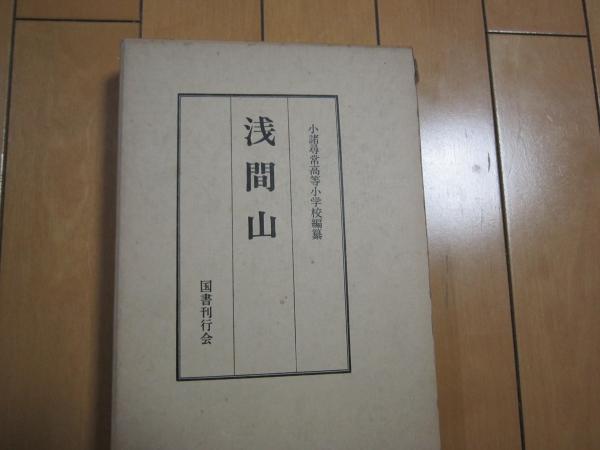 小諸尋常高等小学校編纂
浅間山
国書刊行会